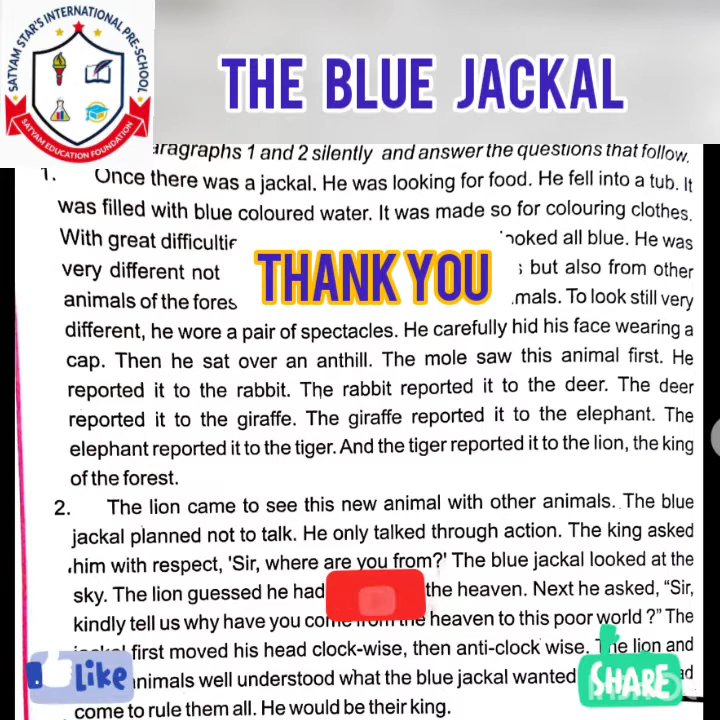 SATYAM STAR'S INTERNATIONAL PRE-SCHOOL
SATYAM EDUCATION FOUNDATION
THE BLUE JACKAL
1 and 2 silently and answer the questions that follow.
1. Once there was a jackal. He was looking for food. He fell into a tub. It
was filled with blue coloured water. It was made so for colouring clothes.
With great all blue. He was
very different not but also from other
animals of the To look still very
THANK YOU
different, he wore a pair of spectacles. He carefully hid his face wearing a
cap. Then he sat over an anthill. The mole saw this animal first. He
reported it to the rabbit. The rabbit reported it to the deer. The deer
reported it to the giraffe. The giraffe reported it to the elephant. The
elephant reported it to the tiger. And the tiger reported it to the lion, the king
of the forest.
2. The lion came to see this new animal with other animals. The blue
jackal planned not to talk. He only talked through action. The king asked
him with respect, 'Sir, where are you from?' The blue jackal looked at the
sky. The lion guessed he had the heaven. Next he asked, “Sir,
kindly tell us why have you come from the heaven to this poor world ?” The
first moved his head clock-wise, then anti-clock wise. The lion and
well understood what the blue jackal wanted
come to rule them all. He would be their king.
Like
SHARE